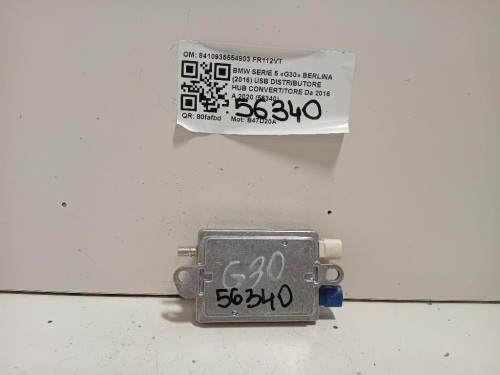 OM: 8410935554903 FR112VT
BMW SERIE 5 «G30» BERLINA
(2016) USB DISTRIBUTORE
HUB CONVERTITORE Da 2016
A 2020 (56340)
56340
QR: 80fafbd Mot: B47D20A
G30
56340